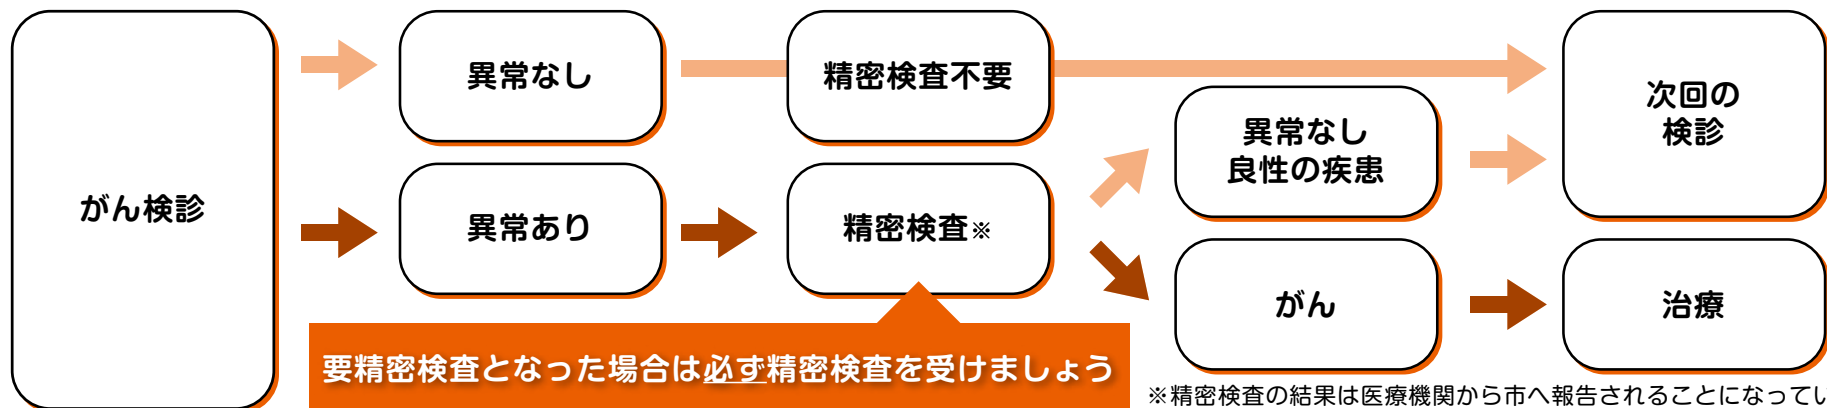 がん検診
異常なし
精密検査不要
異常あり
精密検査※
異常なし
良性の疾患
がん
次回の
検診
治療
要精密検査となった場合は必ず精密検査を受けましょう
※精密検査の結果は医療機関から市へ報告されることになってい